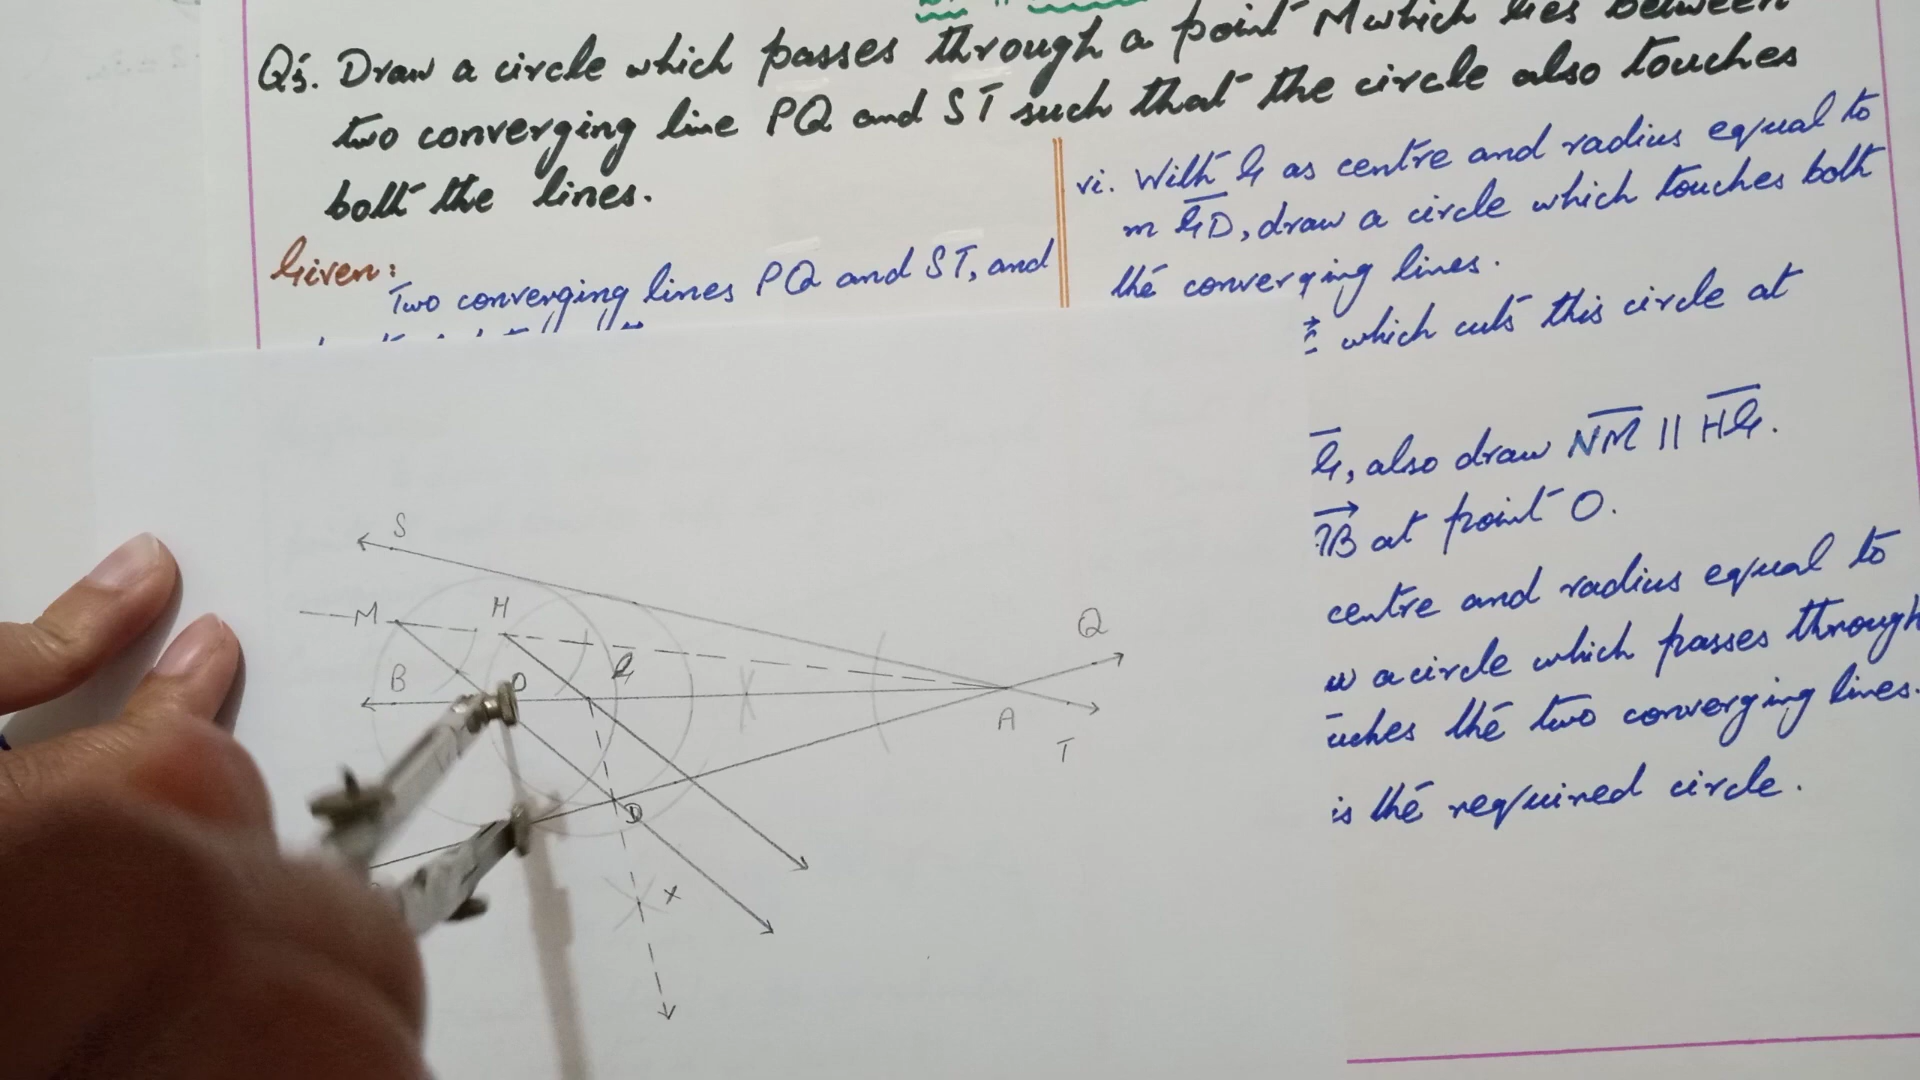 Q5. Draw a circle which passes through a point M which lies between
two converging line PQ and ST such that the circle also touches
both the lines.
Given:
Two converging lines PQ and ST, and
vi. With G as centre and radius equal to
m GD, draw a circle which touches both
the converging lines.
which cuts this circle at
G, also draw NM || HG.
B at point O.
centre and radius equal to
a circle which passes through
the two converging lines.
is the required circle.
S
M
H
Q
B
O
G
A
T
D
X